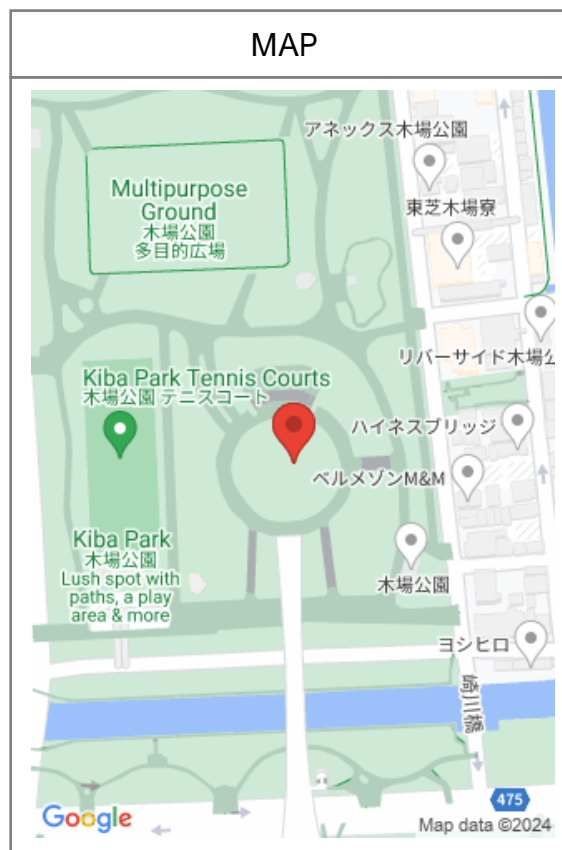 MAP
アネックス木場公園
Multipurpose
Ground
木場公園
多目的広場
東芝木場寮
リバーサイド木場公
Kiba Park Tennis Courts
木場公園 テニスコート
ハイネスブリッジ
ベルメゾンM&M
Kiba Park
木場公園
Lush spot with
paths, a play
area & more
木場公園
ヨシヒロ
崎川橋
475
Google
Map data ©2024